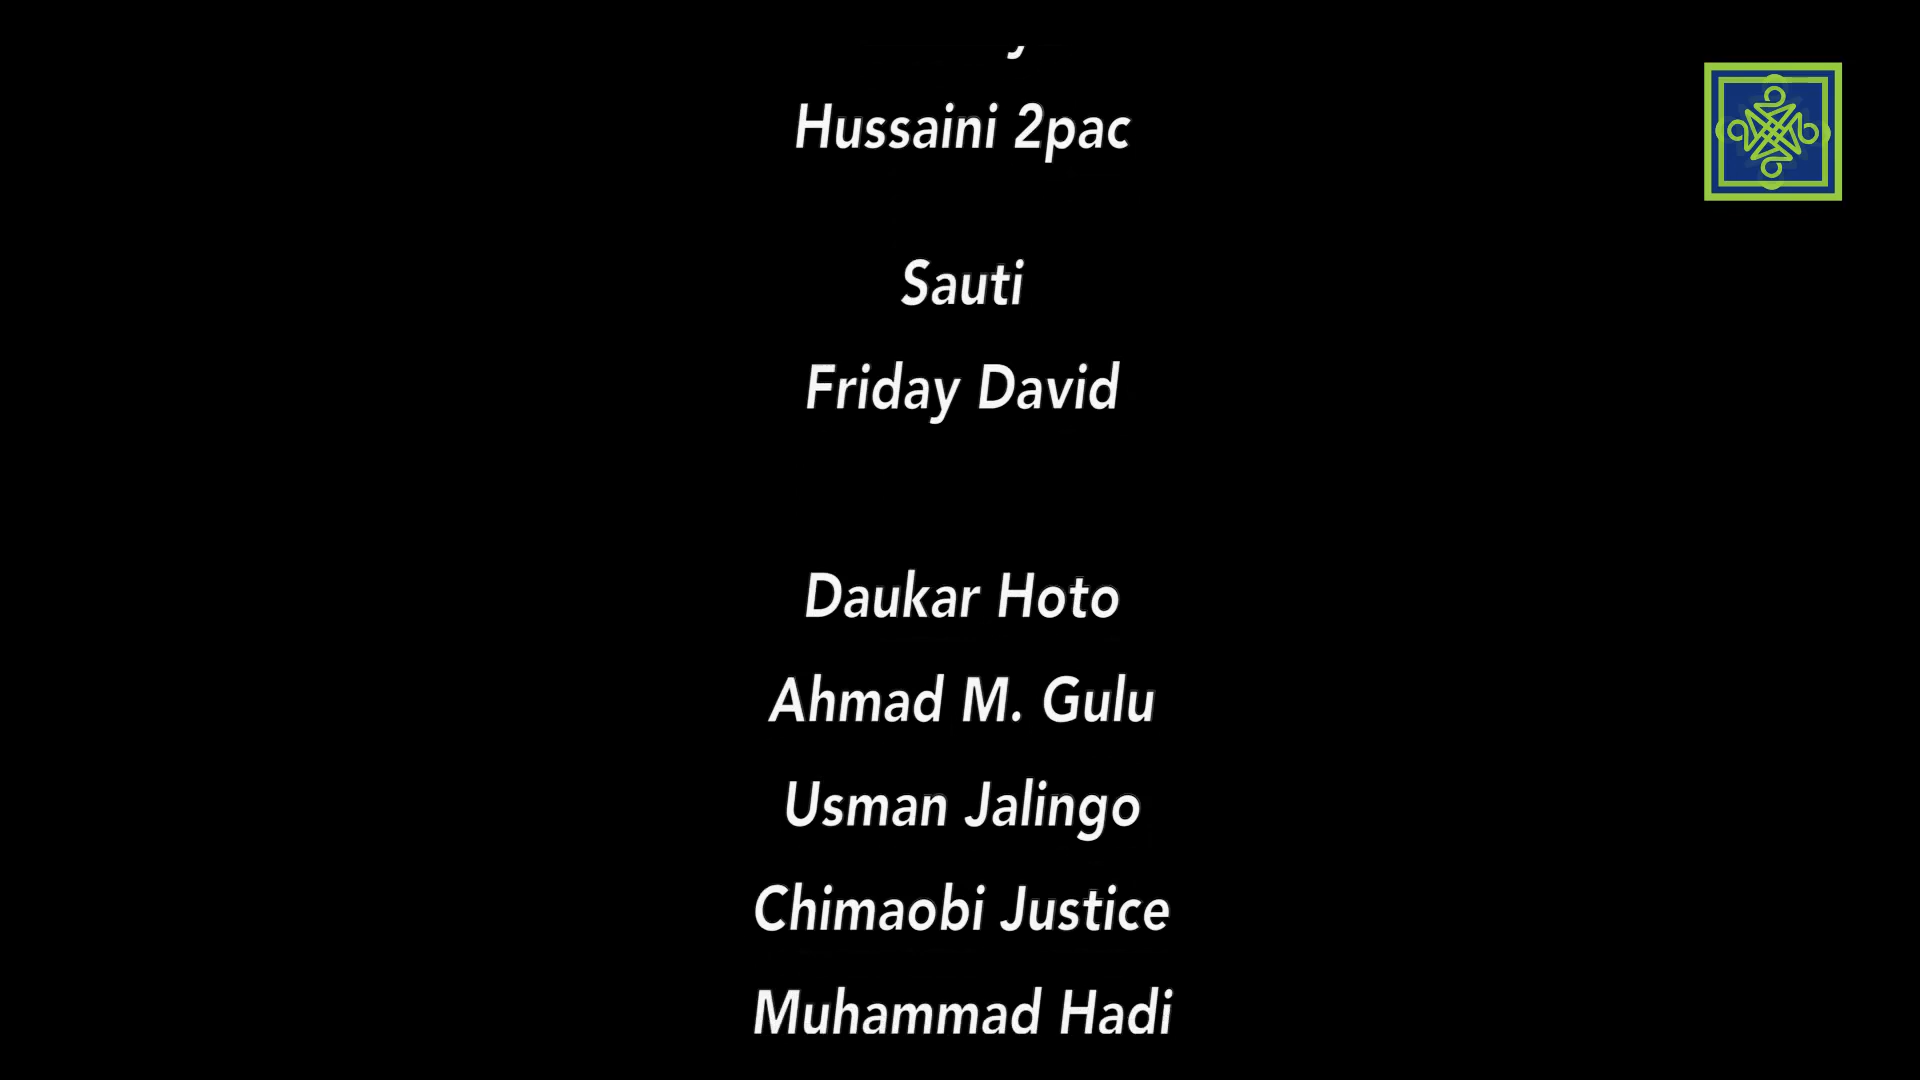 Hussaini 2pac
Sauti
Friday David
Daukar Hoto
Ahmad M. Gulu
Usman Jalingo
Chimaobi Justice
Muhammad Hadi